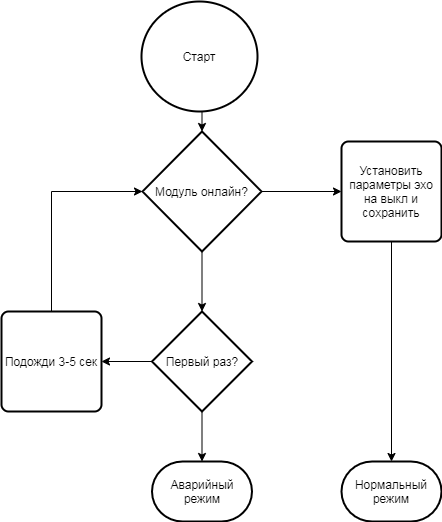 Старт
Модуль онлайн?
Установить
параметры эхо
на выкл и
сохранить
Подожди 3-5 сек
Первый раз?
Аварийный
режим
Нормальный
режим